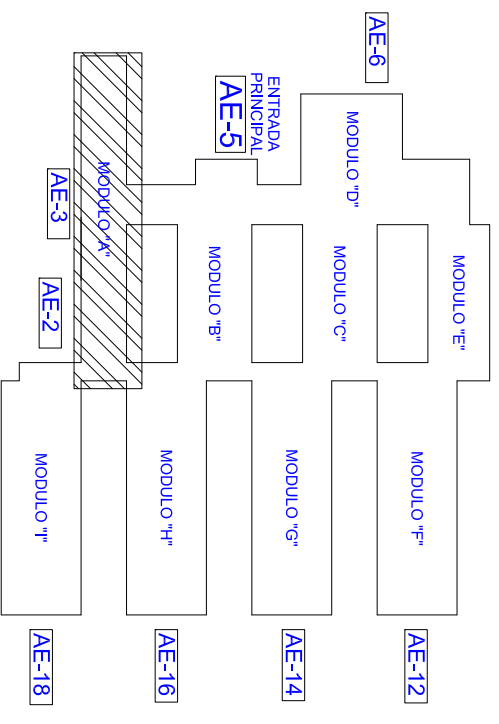 MODULO "E"
MODULO "F"
AE-12
AE-6
MODULO "D"
MODULO "C"
MODULO "G"
AE-14
ENTRADA
PRINCIPAL
AE-5
MODULO "B"
MODULO "H"
AE-16
MODULO "A"
AE-3
AE-2
MODULO "I"
AE-18